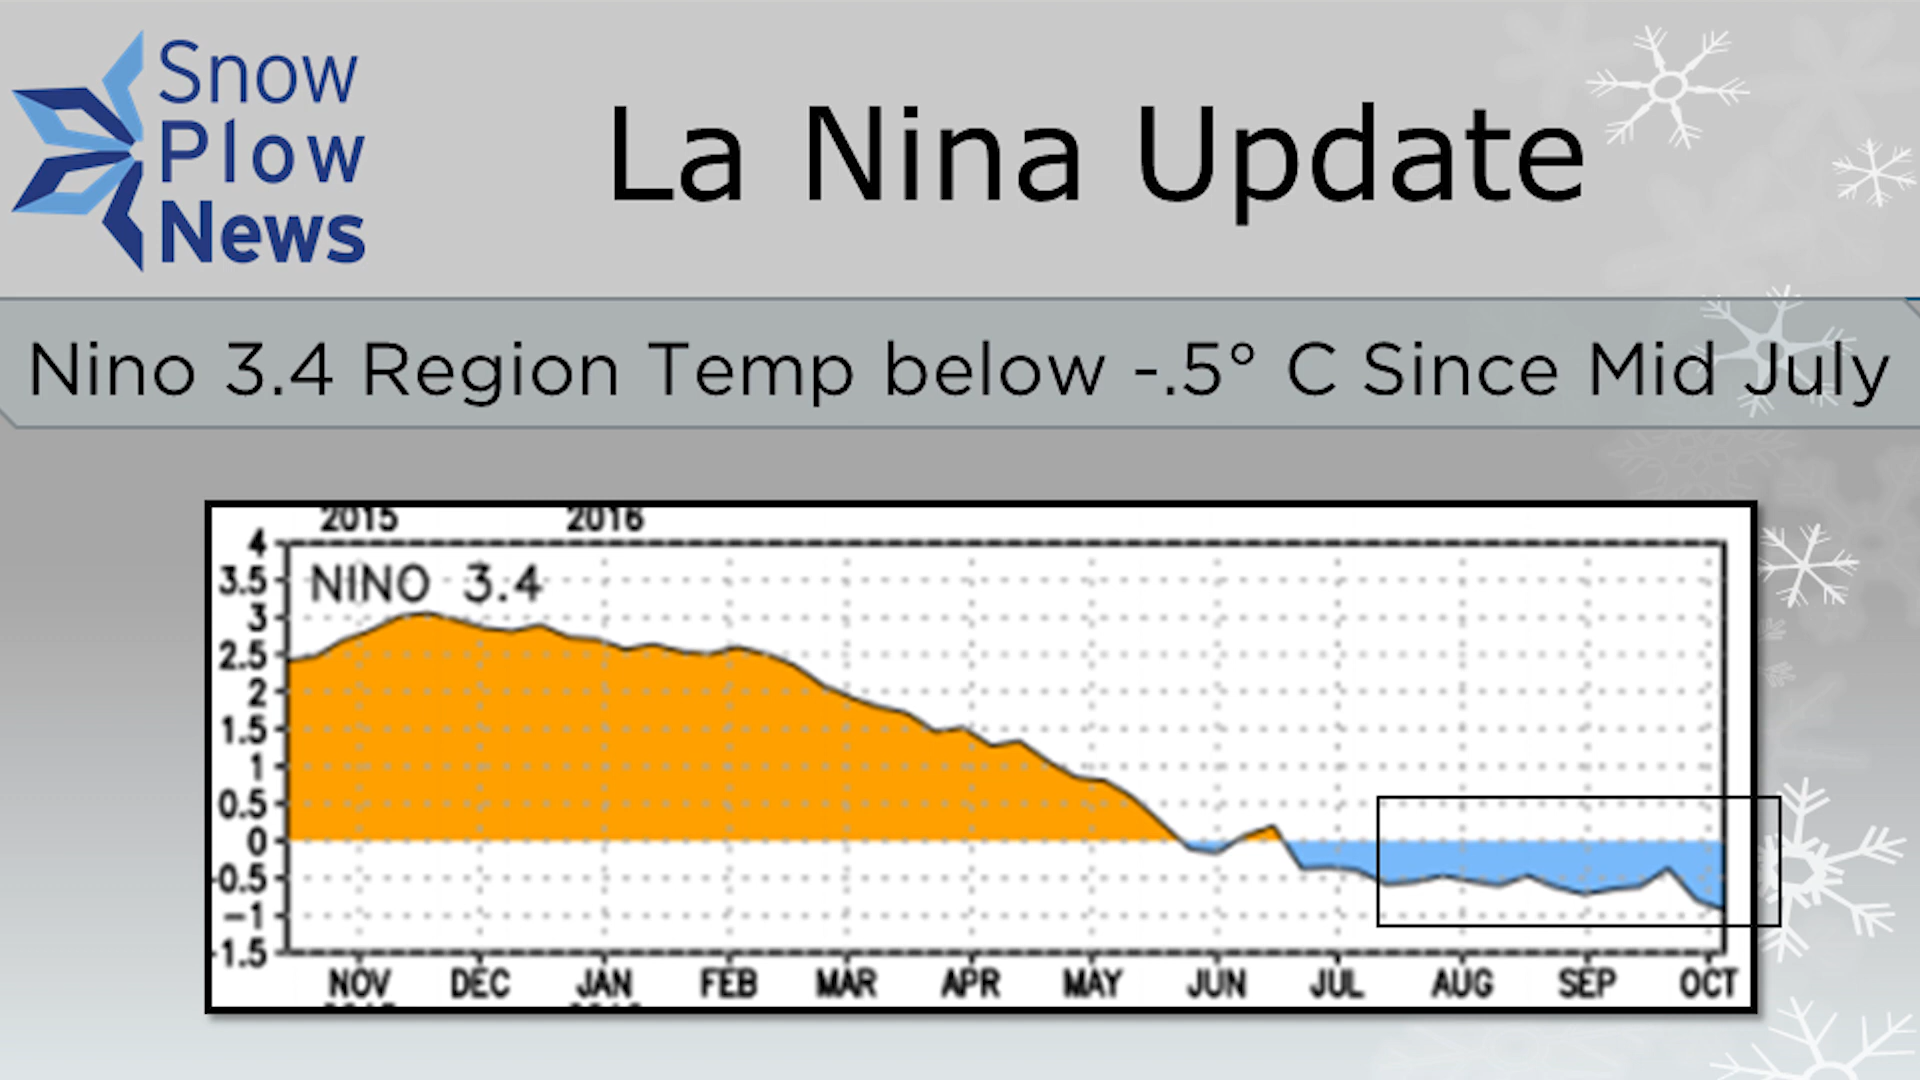 Snow
Plow
News
La Nina Update
Nino 3.4 Region Temp below -.5° C Since Mid July
2015 2016
NINO 3.4
4
3.5
3
2.5
2
1.5
1
0.5
0
-0.5
-1
-1.5
NOV DEC JAN FEB MAR APR MAY JUN JUL AUG SEP OCT